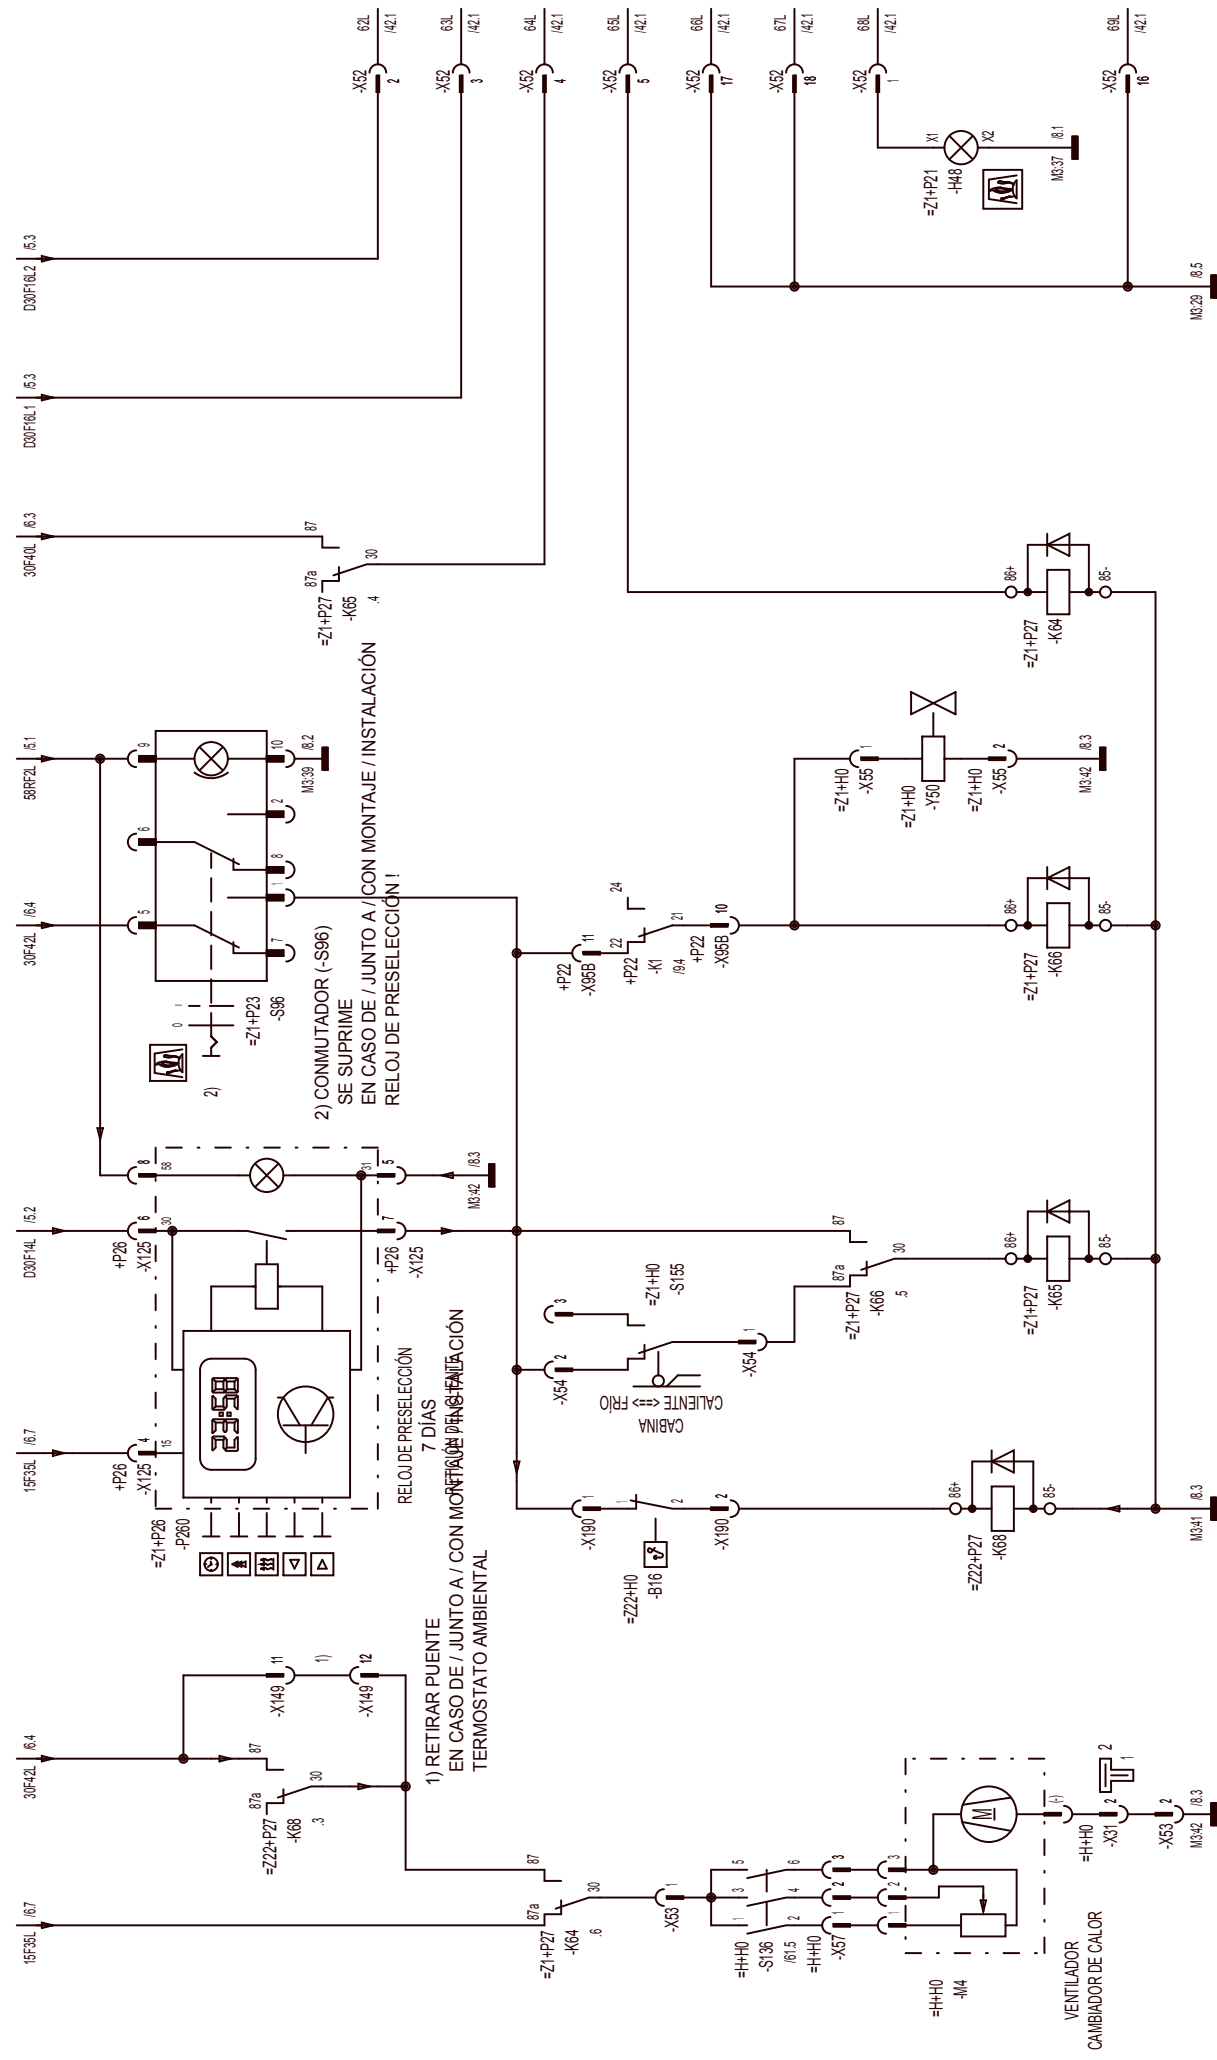 15F35L /6.7
30F42L /6.4
15F35L /6.7
D30F14L /5.2
30F42L /6.4
58RF2L /5.1
30F40L /6.3
D30F16L1 /5.3
D30F16L2 /5.3
62L /42.1
-X52 2
63L /42.1
-X52 3
64L /42.1
-X52 4
65L /42.1
-X52 5
66L /42.1
-X52 17
67L /42.1
-X52 18
68L /42.1
-X52 1
69L /42.1
-X52 16
=Z1+P21
-H48
X1
X2
M3:37 /8.1
M3:29 /8.5
=Z1+P27
-K65
.4
87a
87
30
9
10
M3:39 /8.2
6
2
8
1
5
7
0 I
=Z1+P23
-S96
2)
2) CONMUTADOR (-S96)
SE SUPRIME
EN CASO DE / JUNTO A / CON MONTAJE / INSTALACIÓN
RELOJ DE PRESELECCIÓN !
8
58
31
5
M3:42 /8.3
+P26
-X125
6
30
+P26
-X125
7
+P26
-X125
4
15
23:58
=Z1+P26
-P260
RELOJ DE PRESELECCIÓN
7 DÍAS
PETICIÓN DEL CLIENTE
1) RETIRAR PUENTE
EN CASO DE / JUNTO A / CON MONTAJE / INSTALACIÓN
TERMOSTATO AMBIENTAL
-X149
11
1)
-X149
12
=Z22+P27
-K68
.3
87a
87
30
=Z1+P27
-K64
.6
87a
87
30
-X53
1
=H+H0
-S136
/61.5
1
3
5
2
4
6
=H+H0
-X57
1
2
3
1
2
3
=H+H0
-M4
M
VENTILADOR
CAMBIADOR DE CALOR
(-)
=H+H0
-X31
2
2
1
-X53
2
M3:42 /8.3
-X190
1
=Z22+H0
-B16
1
2
-X190
2
=Z22+P27
-K68
86+
85-
M3:41 /8.3
-X54
2
3
=Z1+H0
-S155
CABINA
CALIENTE <==> FRÍO
-X54
1
=Z1+P27
-K66
.5
87a
87
30
=Z1+P27
-K65
86+
85-
+P22
-X95B
11
+P22
-K1
/9.4
22
24
21
+P22
-X95B
10
=Z1+P27
-K66
86+
85-
=Z1+H0
-X55
1
=Z1+H0
-Y50
=Z1+H0
-X55
2
M3:42 /8.3
=Z1+P27
-K64
86+
85-